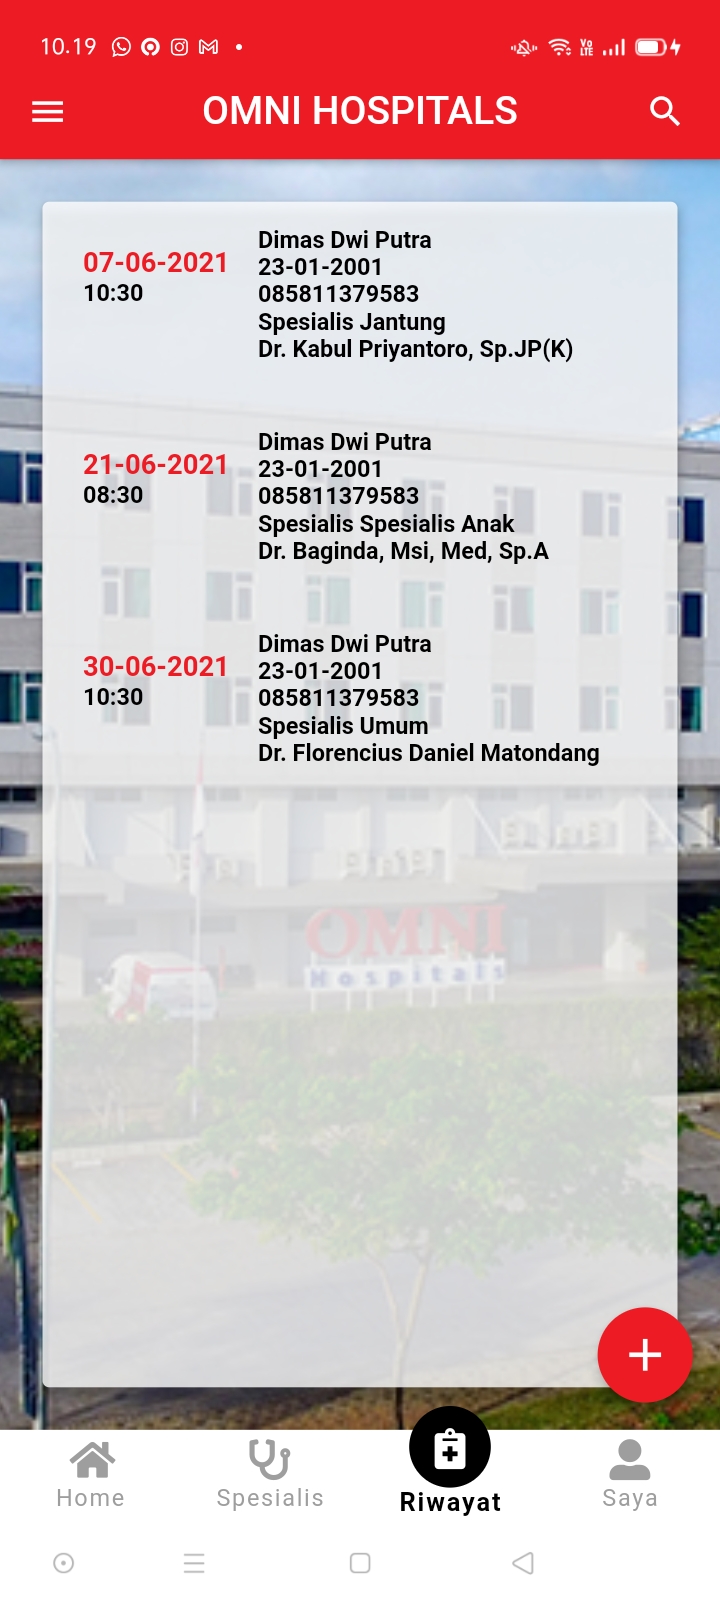 10.19
Vo LTE
OMNI HOSPITALS
07-06-2021
10:30
Dimas Dwi Putra
23-01-2001
085811379583
Spesialis Jantung
Dr. Kabul Priyantoro, Sp.JP(K)
21-06-2021
08:30
Dimas Dwi Putra
23-01-2001
085811379583
Spesialis Spesialis Anak
Dr. Baginda, Msi, Med, Sp.A
30-06-2021
10:30
Dimas Dwi Putra
23-01-2001
085811379583
Spesialis Umum
Dr. Florencius Daniel Matondang
OMNI
Hospitals
Home
Spesialis
Riwayat
Saya